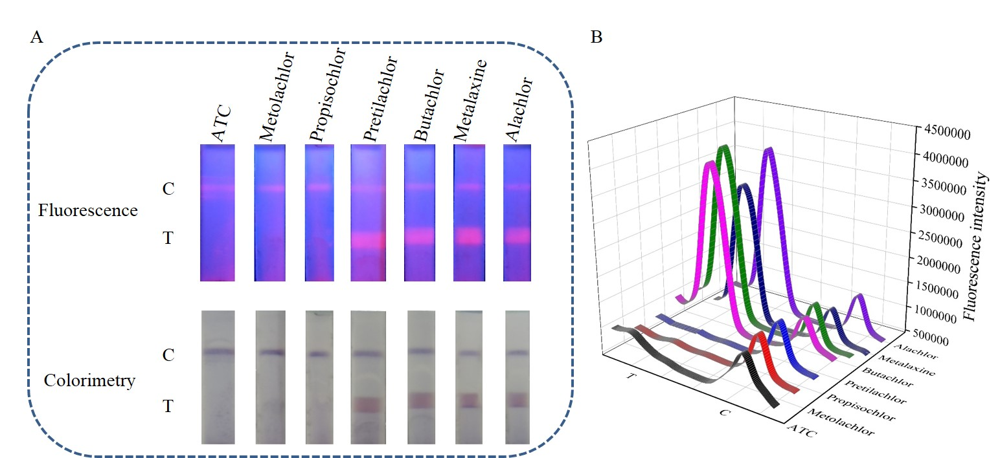 A
ATC
Metolachlor
Propisochlor
Pretilachlor
Butachlor
Metalaxine
Alachlor
C
Fluorescence
T
C
Colorimetry
T
B
4500000
4000000
3500000
3000000
2500000
2000000
1500000
1000000
500000
Fluorescence intensity
T
C
Alachlor
Metalaxine
Butachlor
Pretilachlor
Propisochlor
Metolachlor
ATC